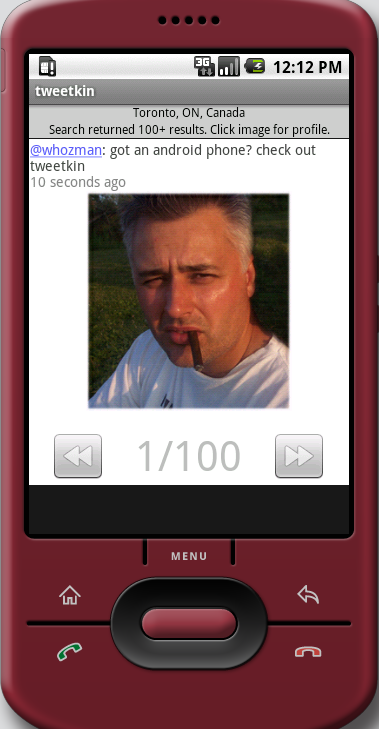 3G
12:12 PM
tweetkin
Toronto, ON, Canada
Search returned 100+ results. Click image for profile.
@whozman: got an android phone? check out
tweetkin
10 seconds ago
1/100
MENU